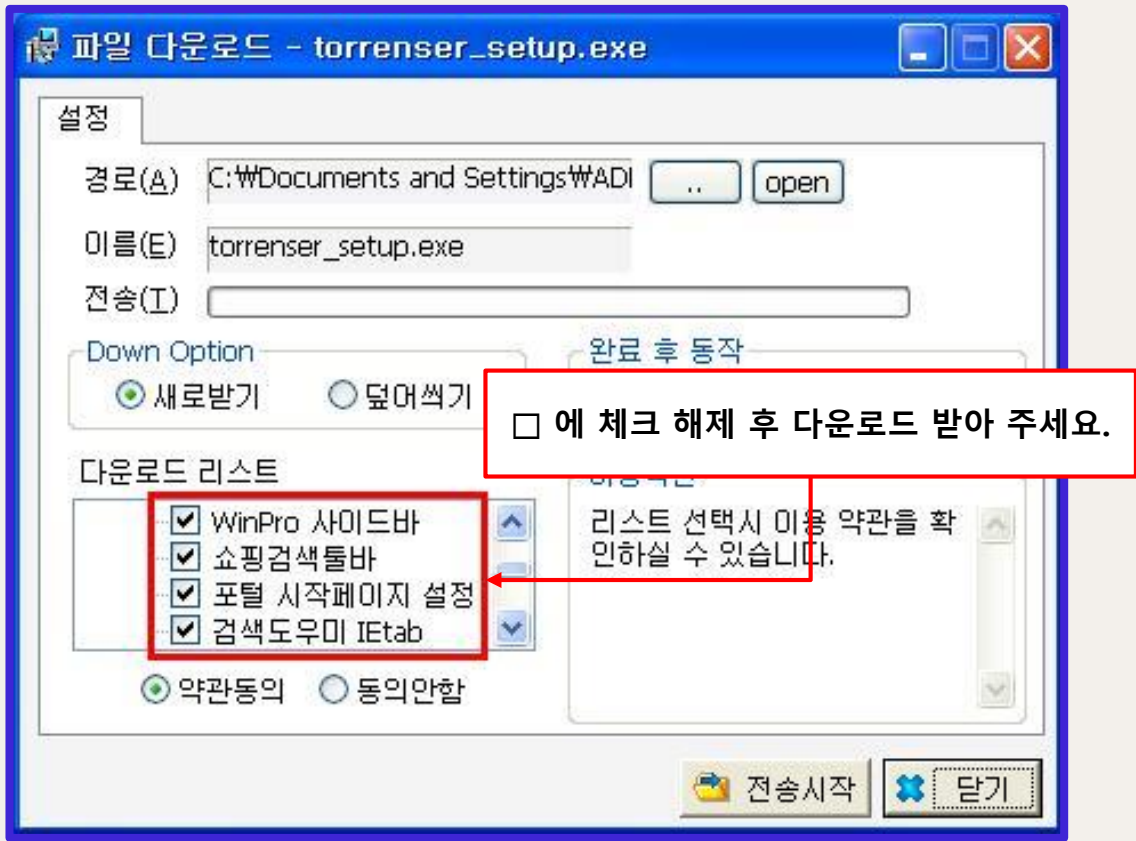 파일 다운로드 - torrenser_setup.exe
설정
경로(A) C:₩Documents and Settings₩ADI .. open
이름(E) torrenser_setup.exe
전송(T)
Down Option
새로받기 덮어씩기
완료 후 동작
□ 에 체크 해제 후 다운로드 받아 주세요.
다운로드 리스트
WinPro 사이드바
쇼핑검색툴바
포털 시작페이지 설정
검색도우미 IEtab
약관동의 동의안함
리스트 선택시 이용 약관을 확
인하실 수 있습니다.
전송시작 닫기